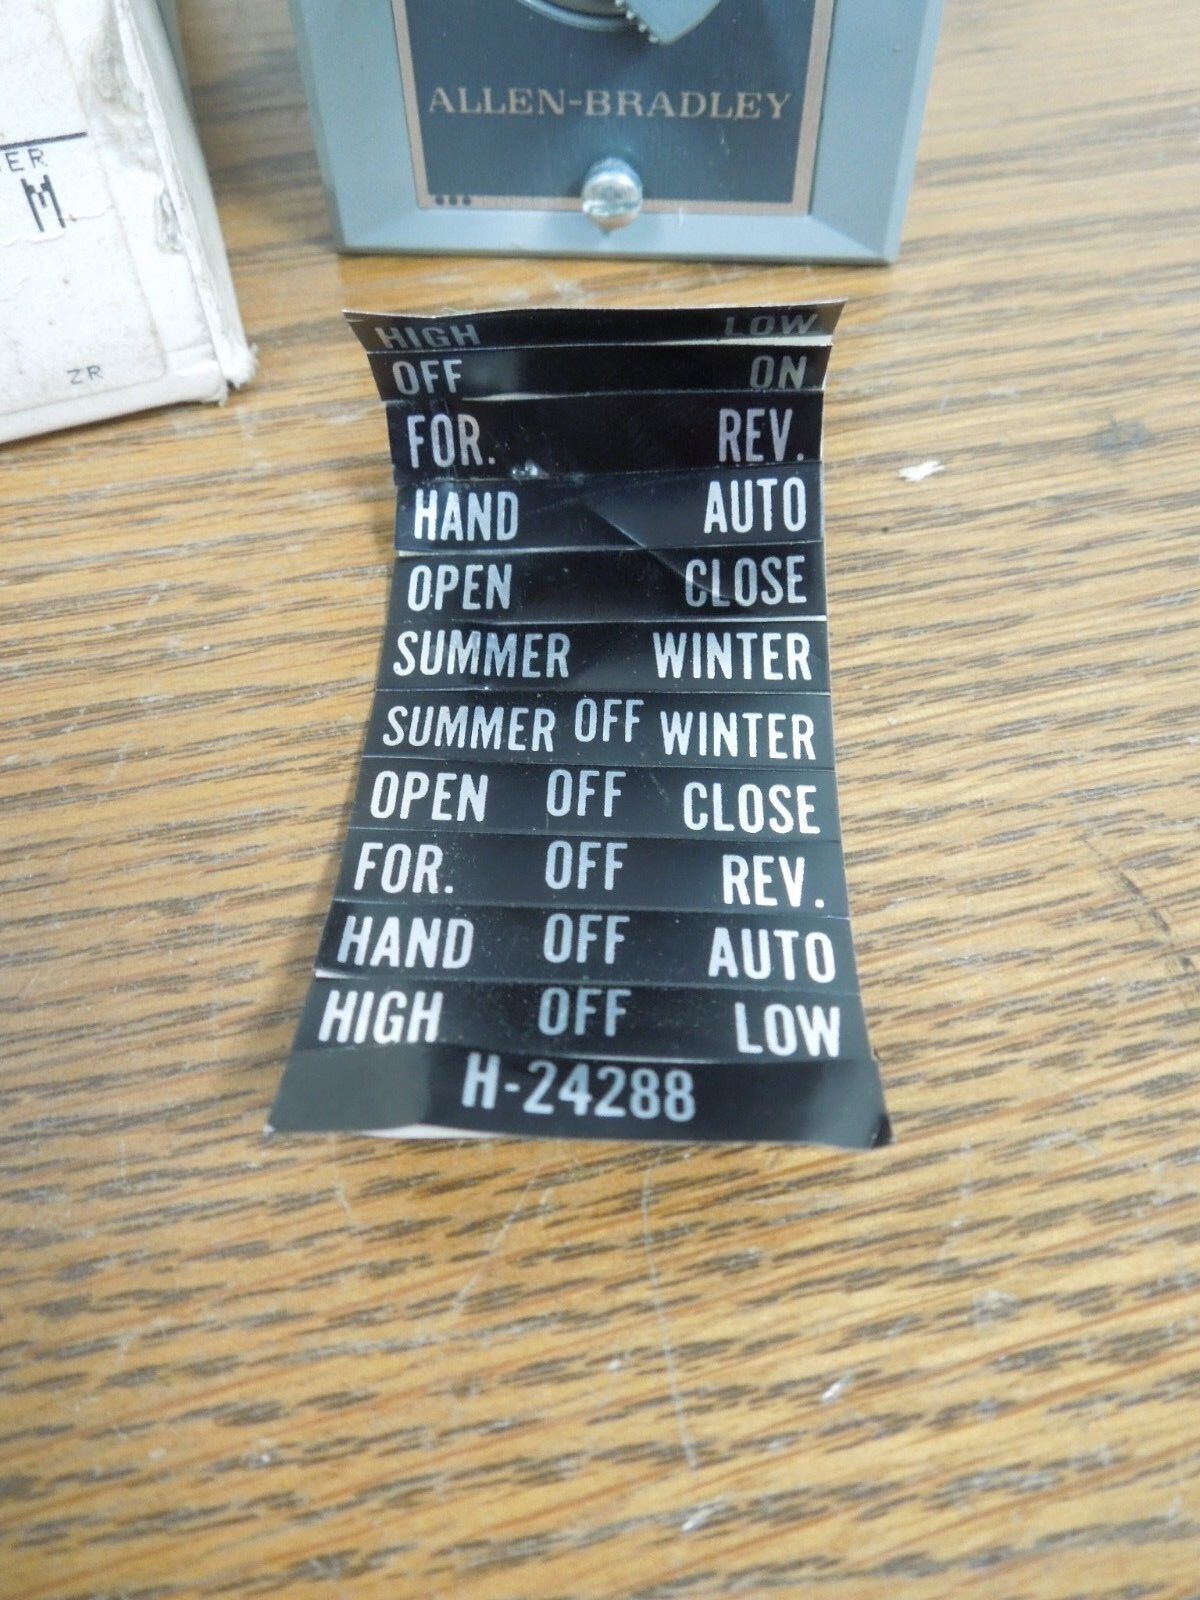 ALLEN-BRADLEY
ER
M
ZR
HIGH LOW
OFF ON
FOR. REV.
HAND AUTO
OPEN CLOSE
SUMMER WINTER
SUMMER OFF WINTER
OPEN OFF CLOSE
FOR. OFF REV.
HAND OFF AUTO
HIGH OFF LOW
H-24288